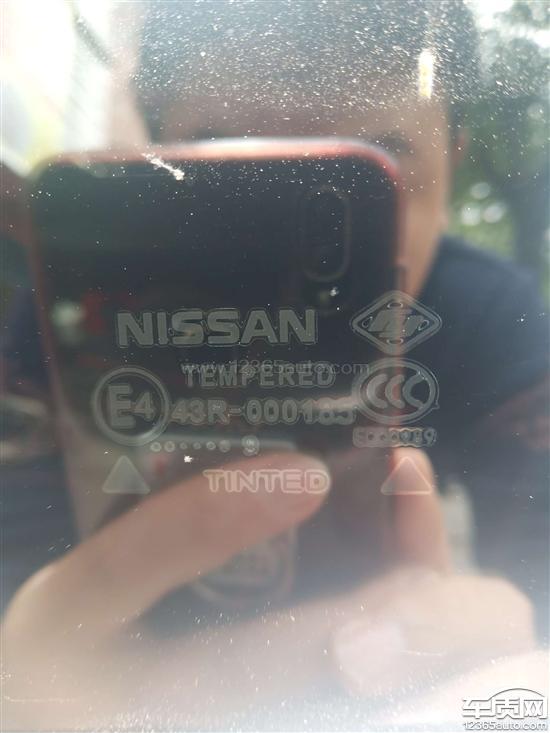 NISSAN
www.12365auto.com
TEMPERED
E4 43R-000185 CCC
TINTED
车质网
12365auto.com